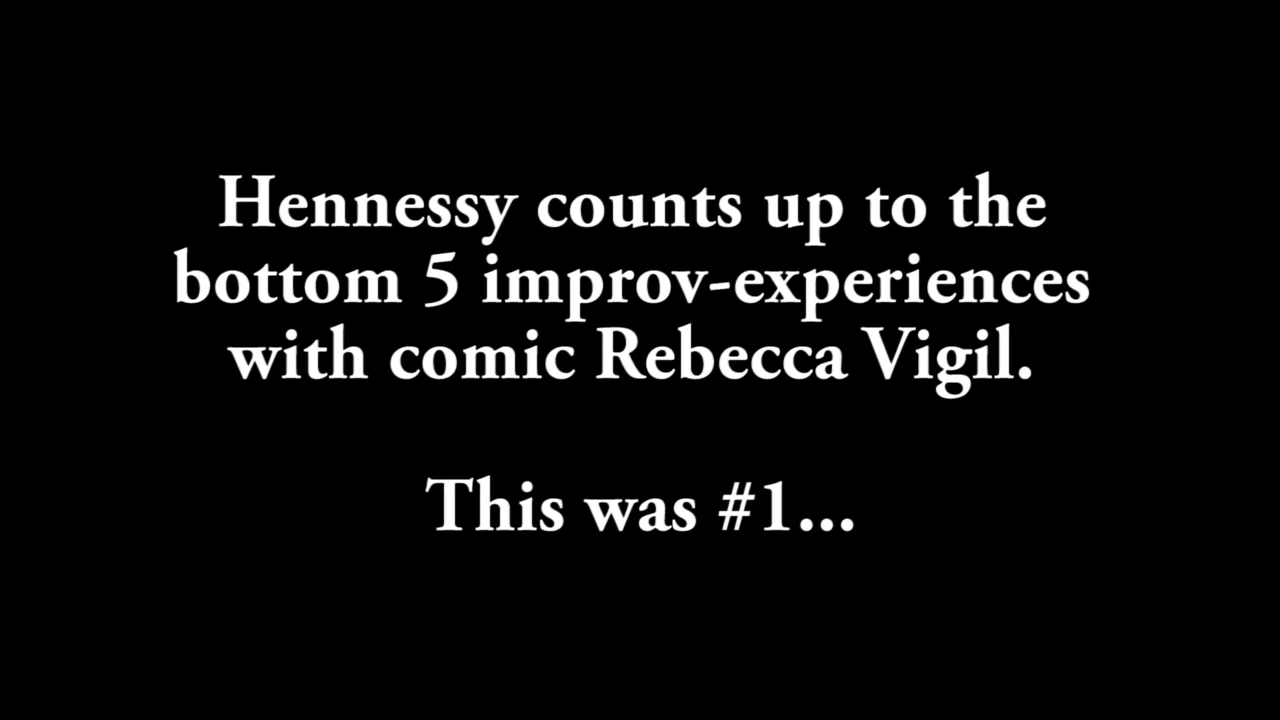 Hennessy counts up to the
bottom 5 improv-experiences
with comic Rebecca Vigil.
This was #1...